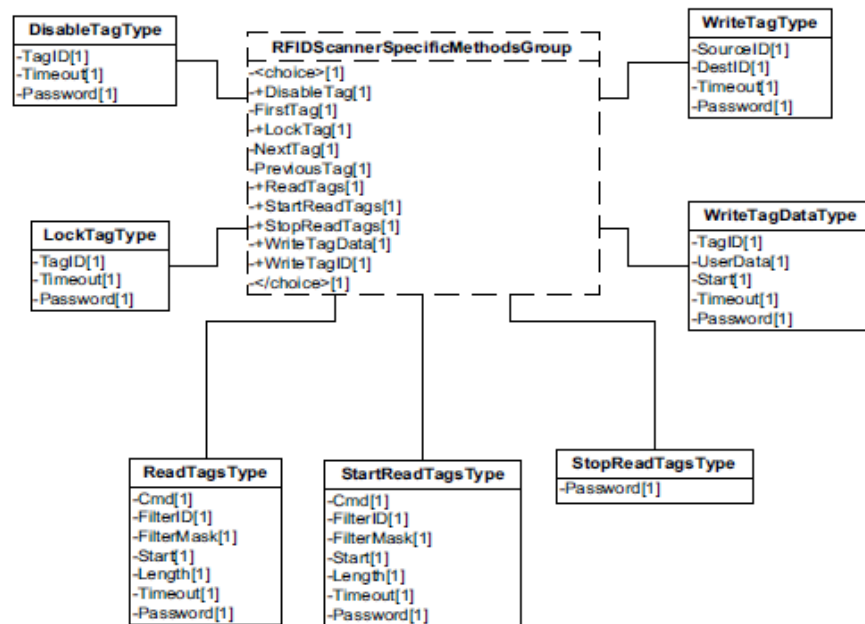 DisableTagType
-TagID[1]
-Timeout[1]
-Password[1]
RFIDScannerSpecificMethodsGroup
-<choice>[1]
-+DisableTag[1]
-FirstTag[1]
-+LockTag[1]
-NextTag[1]
-PreviousTag[1]
-+ReadTags[1]
-+StartReadTags[1]
-+StopReadTags[1]
-+WriteTagData[1]
-+WriteTagID[1]
-</choice>[1]
WriteTagType
-SourceID[1]
-DestID[1]
-Timeout[1]
-Password[1]
LockTagType
-TagID[1]
-Timeout[1]
-Password[1]
WriteTagDataType
-TagID[1]
-UserData[1]
-Start[1]
-Timeout[1]
-Password[1]
ReadTagsType
-Cmd[1]
-FilterID[1]
-FilterMask[1]
-Start[1]
-Length[1]
-Timeout[1]
-Password[1]
StartReadTagsType
-Cmd[1]
-FilterID[1]
-FilterMask[1]
-Start[1]
-Length[1]
-Timeout[1]
-Password[1]
StopReadTagsType
-Password[1]